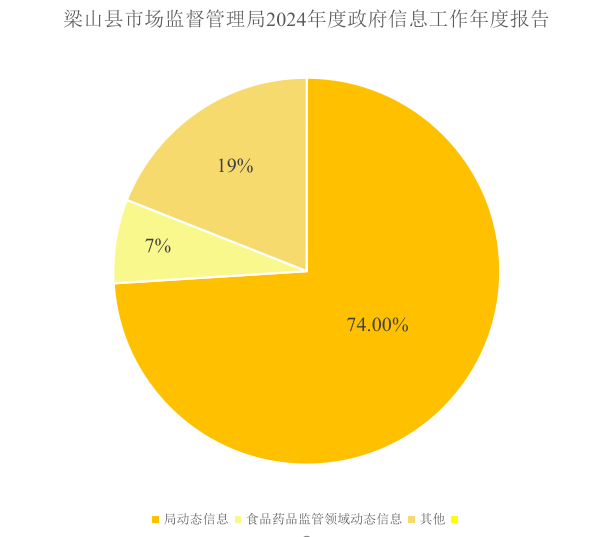 梁山县市场监督管理局2024年度政府信息工作年度报告
19%
7%
74.00%
局动态信息 食品药品监管领域动态信息 其他